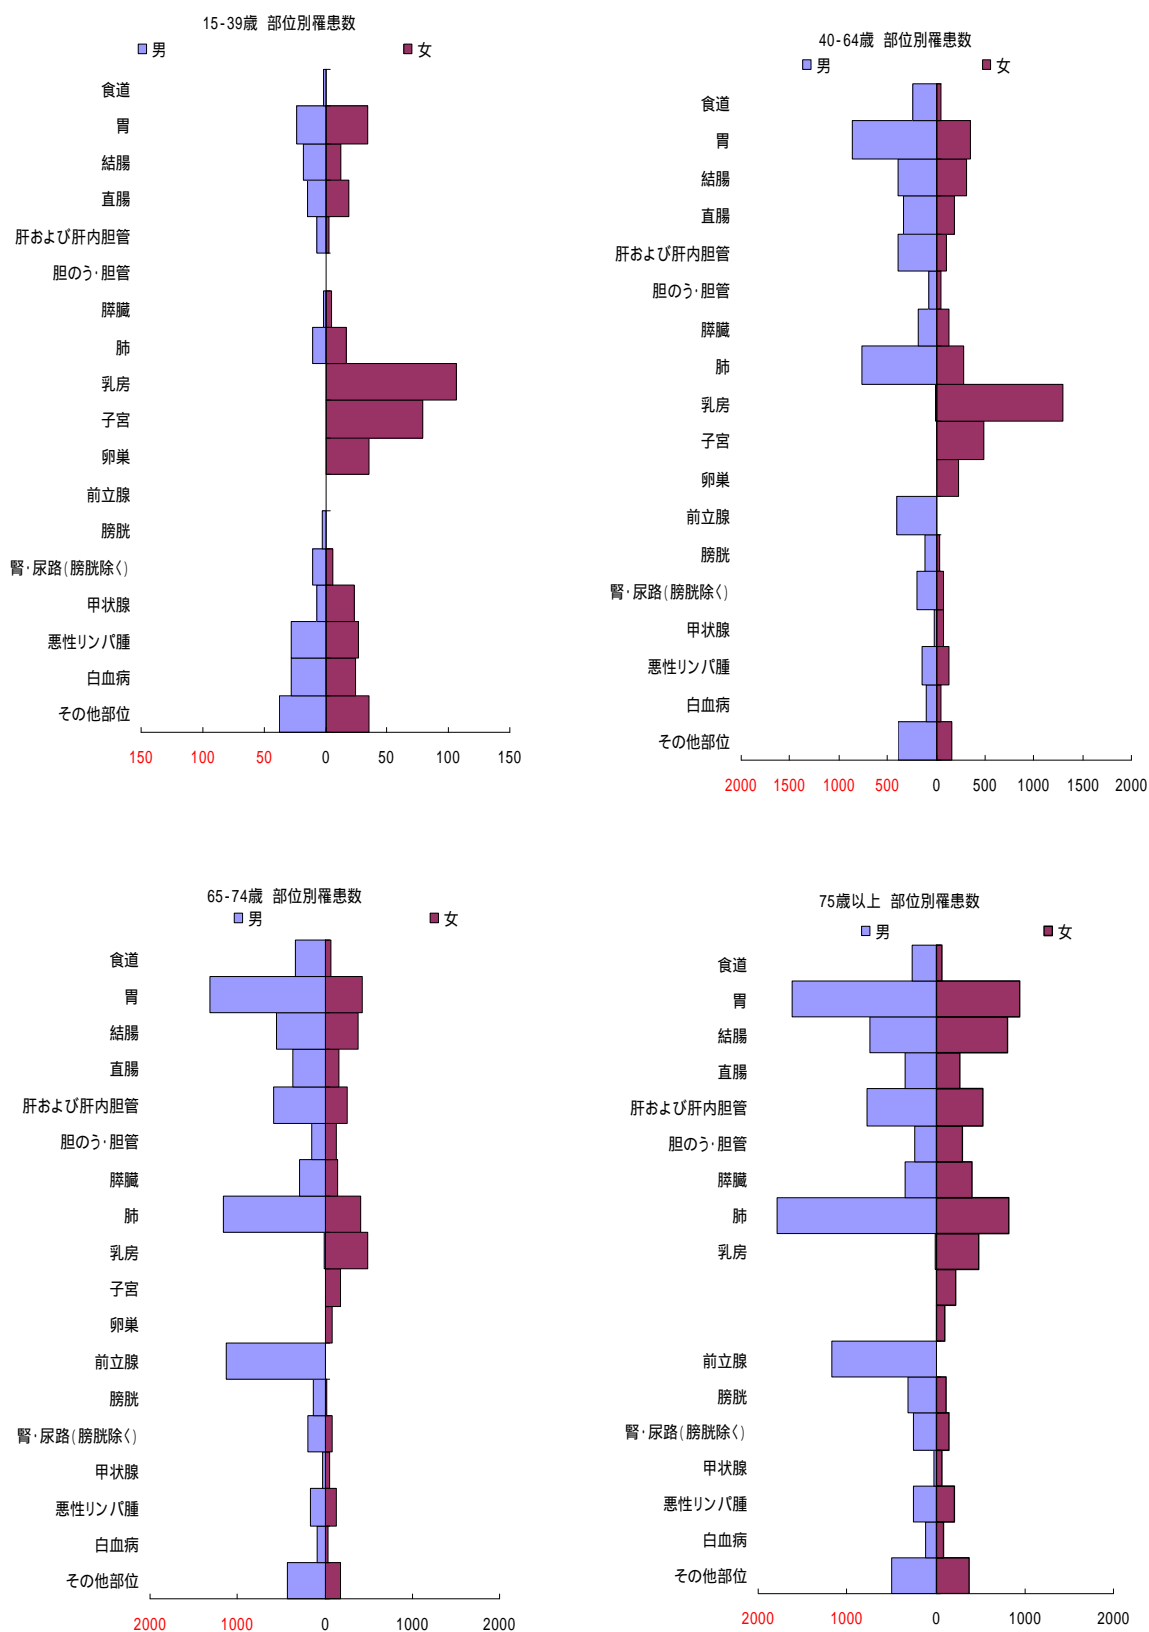 15-39歳 部位別罹患数
男 女
食道
胃
結腸
直腸
肝および肝内胆管
胆のう・胆管
膵臓
肺
乳房
子宮
卵巣
前立腺
膀胱
腎・尿路(膀胱除く)
甲状腺
悪性リンパ腫
白血病
その他部位
150 100 50 0 50 100 150
40-64歳 部位別罹患数
男 女
食道
胃
結腸
直腸
肝および肝内胆管
胆のう・胆管
膵臓
肺
乳房
子宮
卵巣
前立腺
膀胱
腎・尿路(膀胱除く)
甲状腺
悪性リンパ腫
白血病
その他部位
2000 1500 1000 500 0 500 1000 1500 2000
65-74歳 部位別罹患数
男 女
食道
胃
結腸
直腸
肝および肝内胆管
胆のう・胆管
膵臓
肺
乳房
子宮
卵巣
前立腺
膀胱
腎・尿路(膀胱除く)
甲状腺
悪性リンパ腫
白血病
その他部位
2000 1000 0 1000 2000
75歳以上 部位別罹患数
男 女
食道
胃
結腸
直腸
肝および肝内胆管
胆のう・胆管
膵臓
肺
乳房
前立腺
膀胱
腎・尿路(膀胱除く)
甲状腺
悪性リンパ腫
白血病
その他部位
2000 1000 0 1000 2000